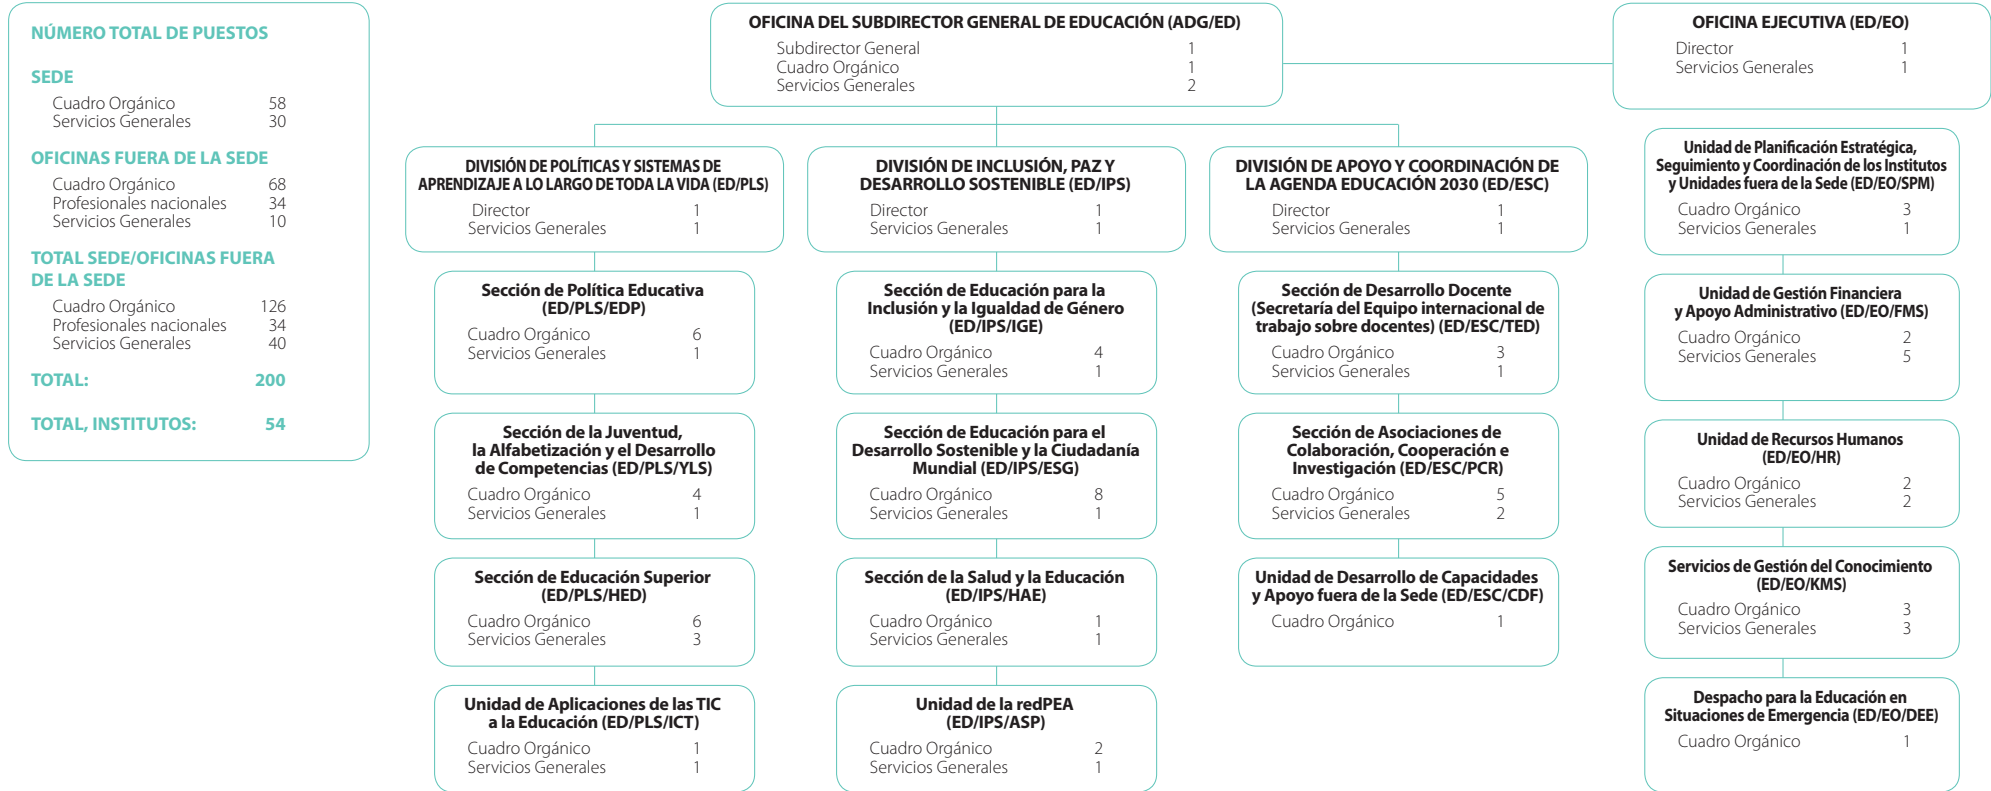 NÚMERO TOTAL DE PUESTOS
SEDE
Cuadro Orgánico 58
Servicios Generales 30
OFICINAS FUERA DE LA SEDE
Cuadro Orgánico 68
Profesionales nacionales 34
Servicios Generales 10
TOTAL SEDE/OFICINAS FUERA
DE LA SEDE
Cuadro Orgánico 126
Profesionales nacionales 34
Servicios Generales 40
TOTAL: 200
TOTAL, INSTITUTOS: 54
OFICINA DEL SUBDIRECTOR GENERAL DE EDUCACIÓN (ADG/ED)
Subdirector General 1
Cuadro Orgánico 1
Servicios Generales 2
OFICINA EJECUTIVA (ED/EO)
Director 1
Servicios Generales 1
DIVISIÓN DE POLÍTICAS Y SISTEMAS DE
APRENDIZAJE A LO LARGO DE TODA LA VIDA (ED/PLS)
Director 1
Servicios Generales 1
Sección de Política Educativa
(ED/PLS/EDP)
Cuadro Orgánico 6
Servicios Generales 1
Sección de la Juventud,
la Alfabetización y el Desarrollo
de Competencias (ED/PLS/YLS)
Cuadro Orgánico 4
Servicios Generales 1
Sección de Educación Superior
(ED/PLS/HED)
Cuadro Orgánico 6
Servicios Generales 3
Unidad de Aplicaciones de las TIC
a la Educación (ED/PLS/ICT)
Cuadro Orgánico 1
Servicios Generales 1
DIVISIÓN DE INCLUSIÓN, PAZ Y
DESARROLLO SOSTENIBLE (ED/IPS)
Director 1
Servicios Generales 1
Sección de Educación para la
Inclusión y la Igualdad de Género
(ED/IPS/IGE)
Cuadro Orgánico 4
Servicios Generales 1
Sección de Educación para el
Desarrollo Sostenible y la Ciudadanía
Mundial (ED/IPS/ESG)
Cuadro Orgánico 8
Servicios Generales 1
Sección de la Salud y la Educación
(ED/IPS/HAE)
Cuadro Orgánico 1
Servicios Generales 1
Unidad de la redPEA
(ED/IPS/ASP)
Cuadro Orgánico 2
Servicios Generales 1
DIVISIÓN DE APOYO Y COORDINACIÓN DE
LA AGENDA EDUCACIÓN 2030 (ED/ESC)
Director 1
Servicios Generales 1
Sección de Desarrollo Docente
(Secretaría del Equipo internacional de
trabajo sobre docentes) (ED/ESC/TED)
Cuadro Orgánico 3
Servicios Generales 1
Sección de Asociaciones de
Colaboración, Cooperación e
Investigación (ED/ESC/PCR)
Cuadro Orgánico 5
Servicios Generales 2
Unidad de Desarrollo de Capacidades
y Apoyo fuera de la Sede (ED/ESC/CDF)
Cuadro Orgánico 1
Unidad de Planificación Estratégica,
Seguimiento y Coordinación de los Institutos
y Unidades fuera de la Sede (ED/EO/SPM)
Cuadro Orgánico 3
Servicios Generales 1
Unidad de Gestión Financiera
y Apoyo Administrativo (ED/EO/FMS)
Cuadro Orgánico 2
Servicios Generales 5
Unidad de Recursos Humanos
(ED/EO/HR)
Cuadro Orgánico 2
Servicios Generales 2
Servicios de Gestión del Conocimiento
(ED/EO/KMS)
Cuadro Orgánico 3
Servicios Generales 3
Despacho para la Educación en
Situaciones de Emergencia (ED/EO/DEE)
Cuadro Orgánico 1